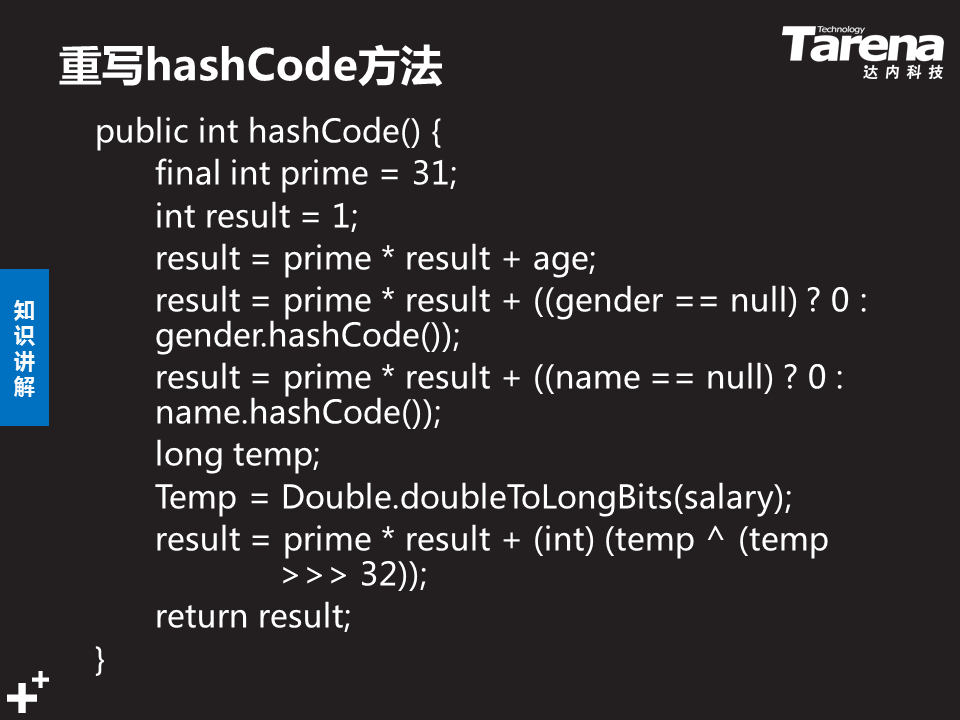 重写hashCode方法
Technology
Tarena
达内科技
public int hashCode() {
final int prime = 31;
int result = 1;
result = prime * result + age;
result = prime * result + ((gender == null) ? 0 :
gender.hashCode());
result = prime * result + ((name == null) ? 0 :
name.hashCode());
long temp;
Temp = Double.doubleToLongBits(salary);
result = prime * result + (int) (temp ^ (temp
>>> 32));
return result;
}
知
识
讲
解